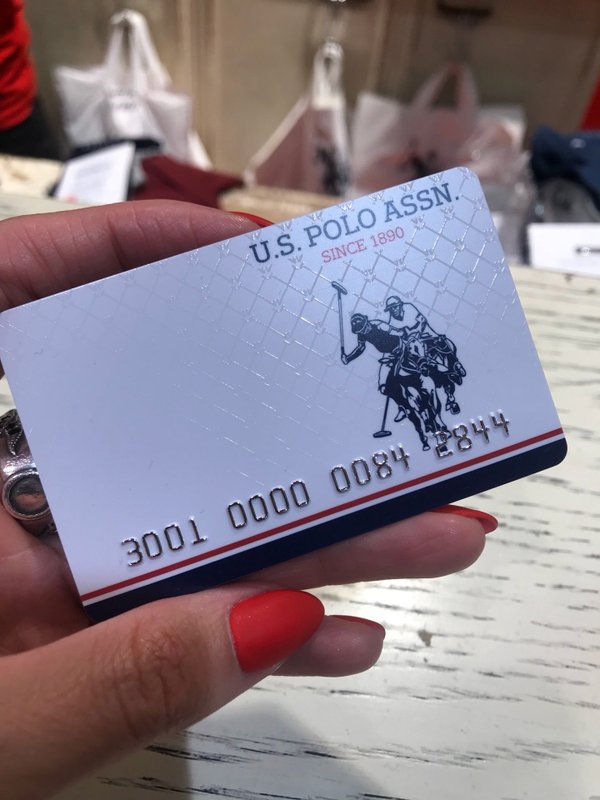 U.S. POLO ASSN.
SINCE 1890
3001 0000 0084 2844